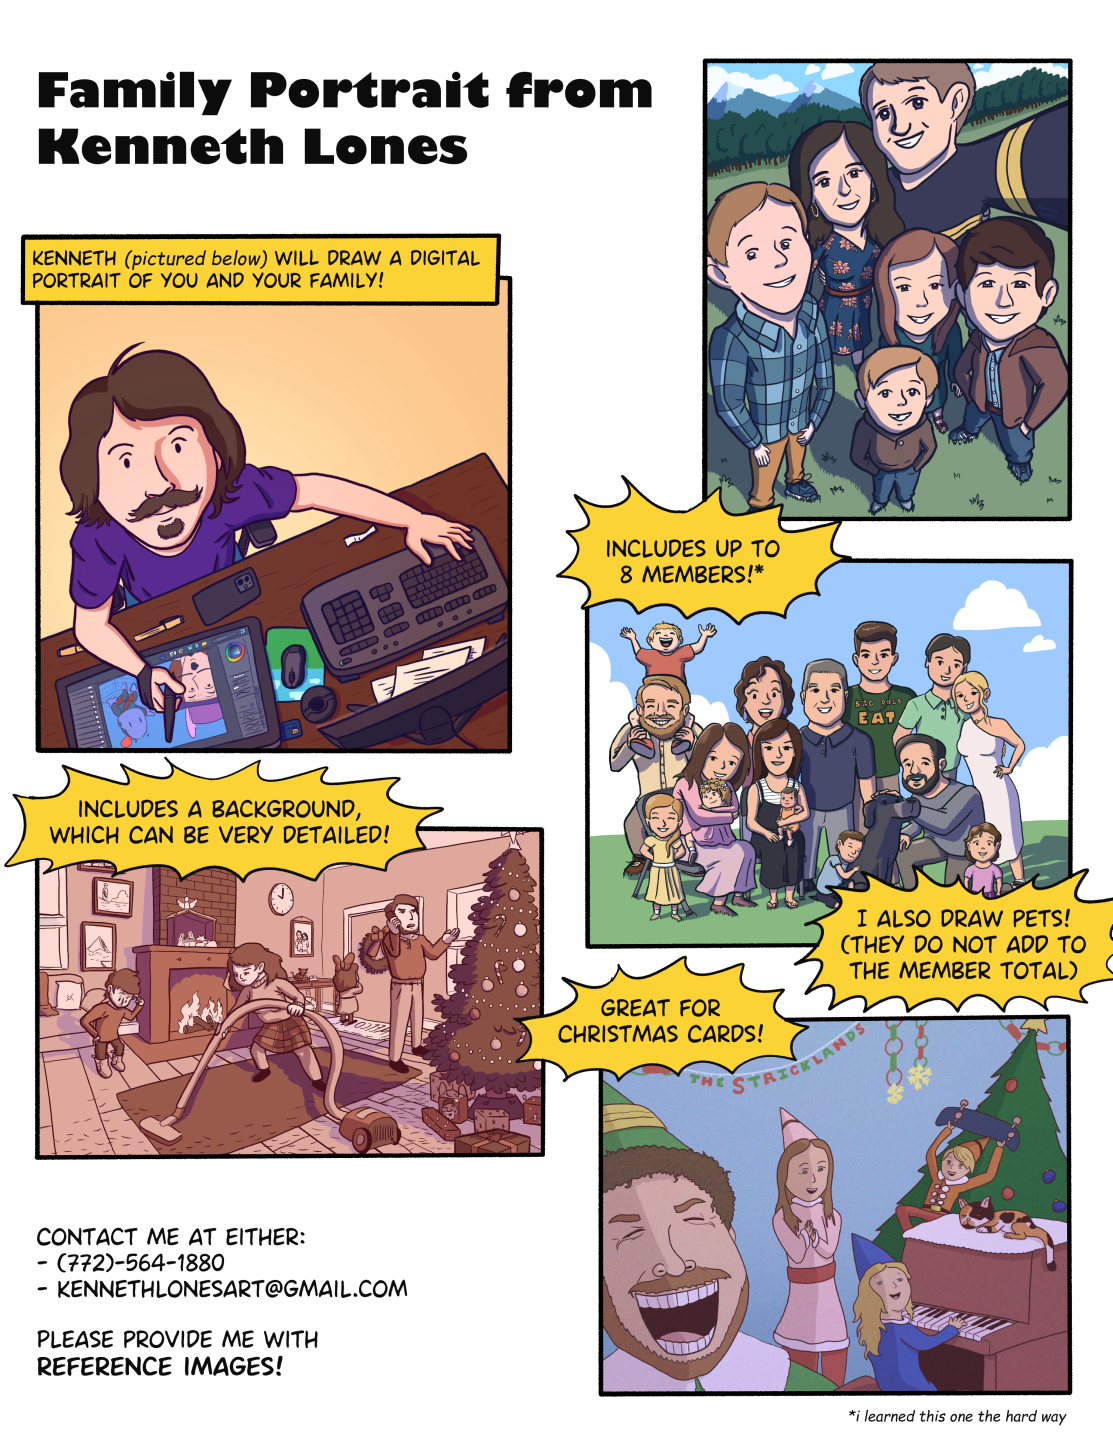 Family Portrait from
Kenneth Lones
KENNETH (pictured below) WILL DRAW A DIGITAL
PORTRAIT OF YOU AND YOUR FAMILY!
INCLUDES UP TO
8 MEMBERS!*
BIG DOGS
EAT
INCLUDES A BACKGROUND,
WHICH CAN BE VERY DETAILED!
I ALSO DRAW PETS!
(THEY DO NOT ADD TO
THE MEMBER TOTAL)
GREAT FOR
CHRISTMAS CARDS!
THE STRICKLANDS
CONTACT ME AT EITHER:
- (772)-564-1880
- KENNETHLONESART@GMAIL.COM
PLEASE PROVIDE ME WITH
REFERENCE IMAGES!
*i learned this one the hard way